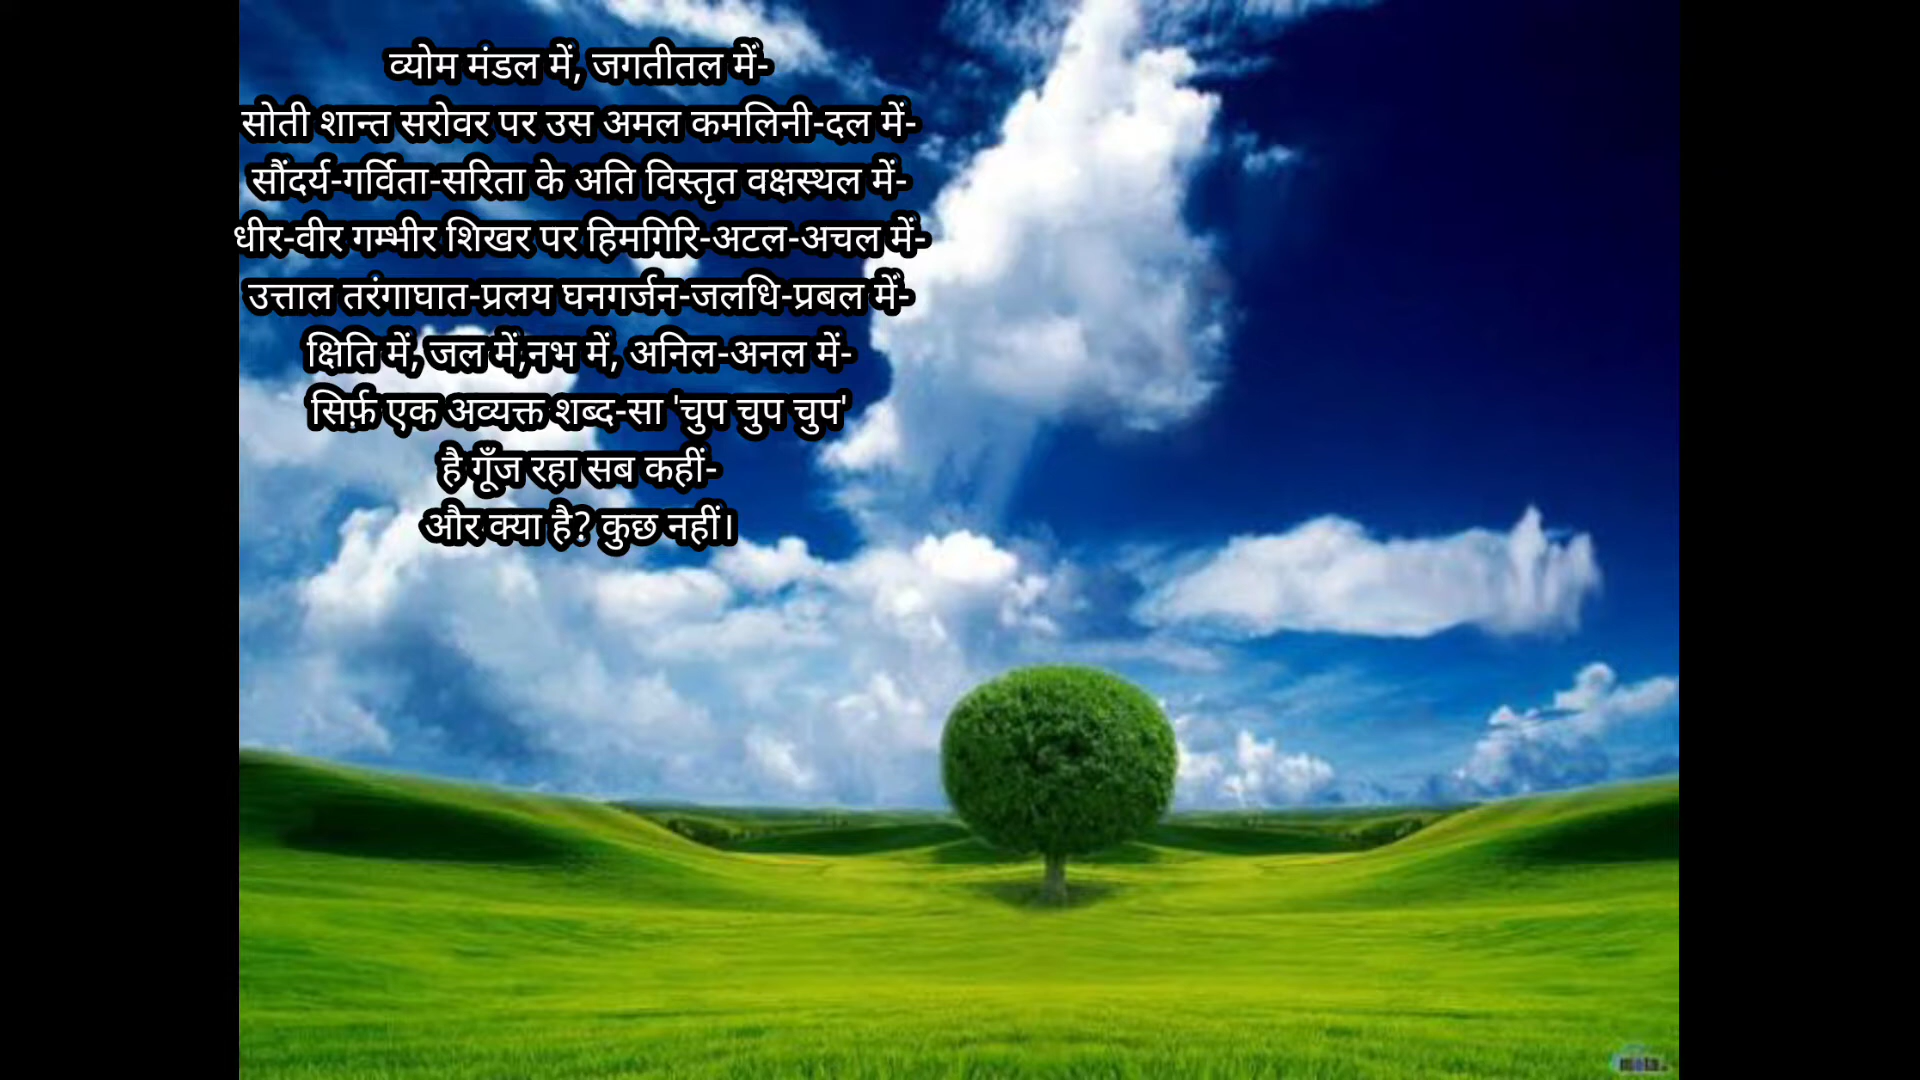 व्योम मंडल में, जगतीतल में-
सोती शान्त सरोवर पर उस अमल कमलिनी-दल में-
सौंदर्य-गर्विता-सरिता के अति विस्तृत वक्षस्थल में-
धीर-वीर गम्भीर शिखर पर हिमगिरि-अटल-अचल में-
उत्ताल तरंगाघात-प्रलय घनगर्जन-जलधि-प्रबल में-
क्षिति में, जल में,नभ में, अनिल-अनल में-
सिर्फ़ एक अव्यक्त शब्द-सा 'चुप चुप चुप'
है गूँज रहा सब कहीं-
और क्या है? कुछ नहीं।